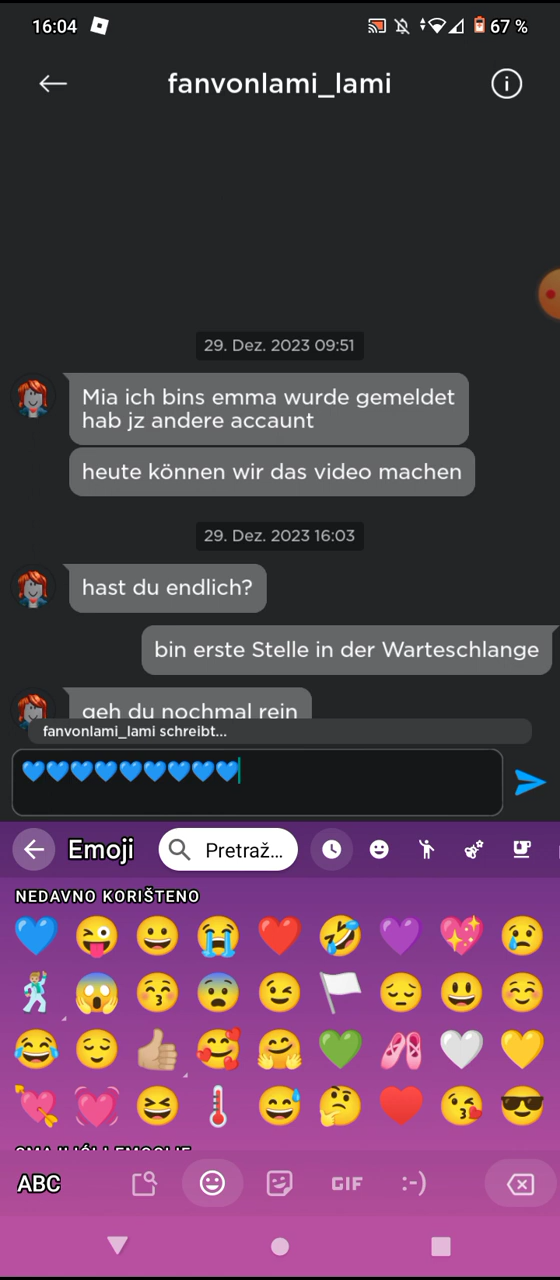 16:04
67 %
fanvonlami_lami
29. Dez. 2023 09:51
Mia ich bins emma wurde gemeldet
hab jz andere accaunt
heute können wir das video machen
29. Dez. 2023 16:03
hast du endlich?
bin erste Stelle in der Warteschlange
geh du nochmal rein
fanvonlami_lami schreibt...
Emoji
Pretraž...
NEDAVNO KORIŠTENO
ABC
GIF
:-)